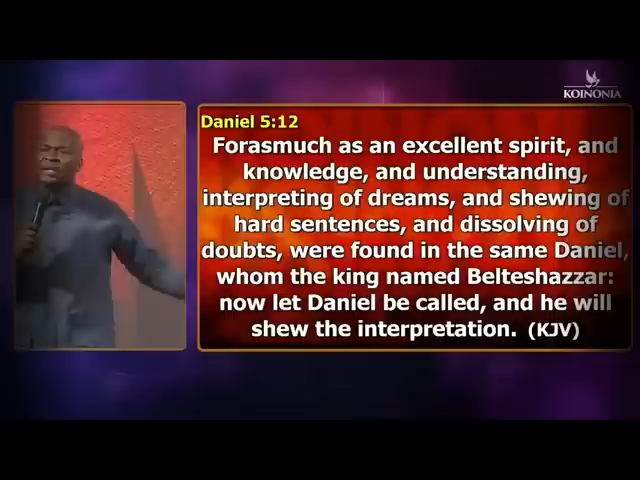 KOINONIA
Daniel 5:12
Forasmuch as an excellent spirit, and
knowledge, and understanding,
interpreting of dreams, and shewing of
hard sentences, and dissolving of
doubts, were found in the same Daniel,
whom the king named Belteshazzar:
now let Daniel be called, and he will
shew the interpretation. (KJV)